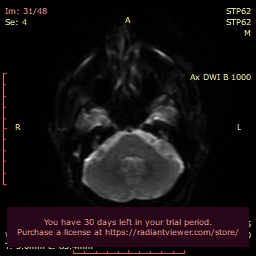 Im: 31/48
Se: 4
A
STP62
STP62
M
Ax DWI B 1000
R
L
You have 30 days left in your trial period.
Purchase a license at https://radiantviewer.com/store/